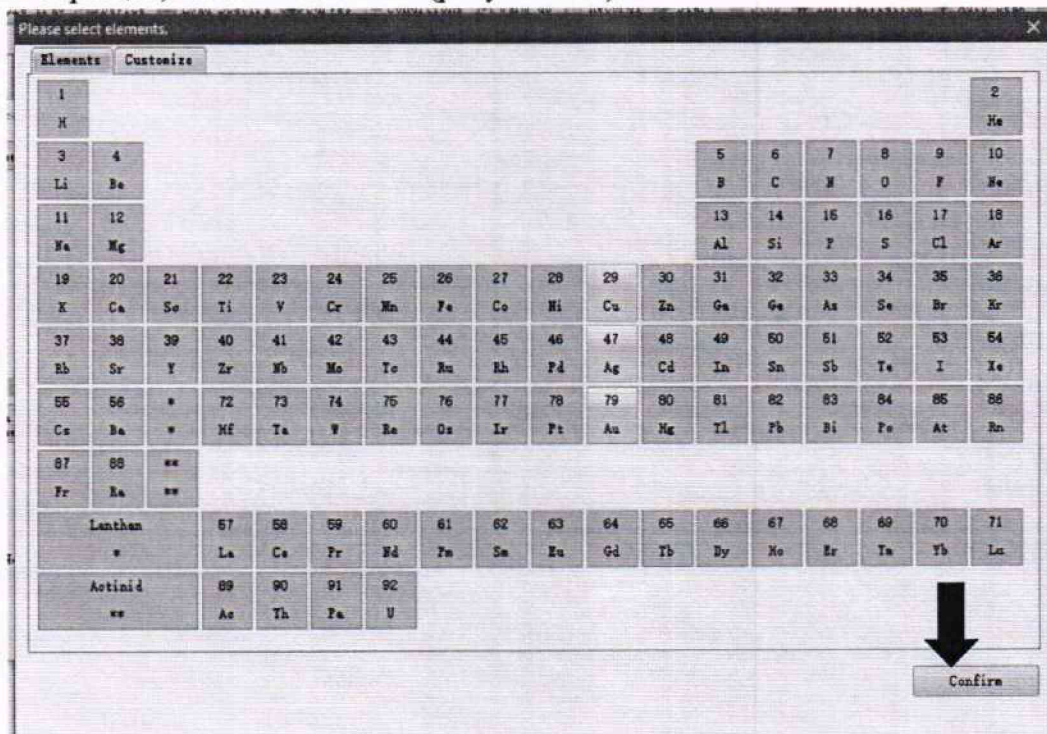 Please select elements.
Elements Customize
1 2
H He
3 4 5 6 7 8 9 10
Li Be B C N O F Ne
11 12 13 14 15 16 17 18
Na Mg Al Si P S Cl Ar
19 20 21 22 23 24 25 26 27 28 29 30 31 32 33 34 35 36
K Ca Sc Ti V Cr Mn Fe Co Ni Cu Zn Ga Ge As Se Br Kr
37 38 39 40 41 42 43 44 45 46 47 48 49 50 51 52 53 54
Rb Sr Y Zr Nb Mo Tc Ru Rh Pd Ag Cd In Sn Sb Te I Xe
55 56 * 72 73 74 75 76 77 78 79 80 81 82 83 84 85 86
Cs Ba * Hf Ta W Re Os Ir Pt Au Hg Tl Pb Bi Po At Rn
87 88 **
Fr Ra **
Lanthan 57 58 59 60 61 62 63 64 65 66 67 68 69 70 71
* La Ce Pr Nd Pm Sm Eu Gd Tb Dy Ho Er Tm Yb Lu
Actinid 89 90 91 92
** Ac Th Pa U
Confirm